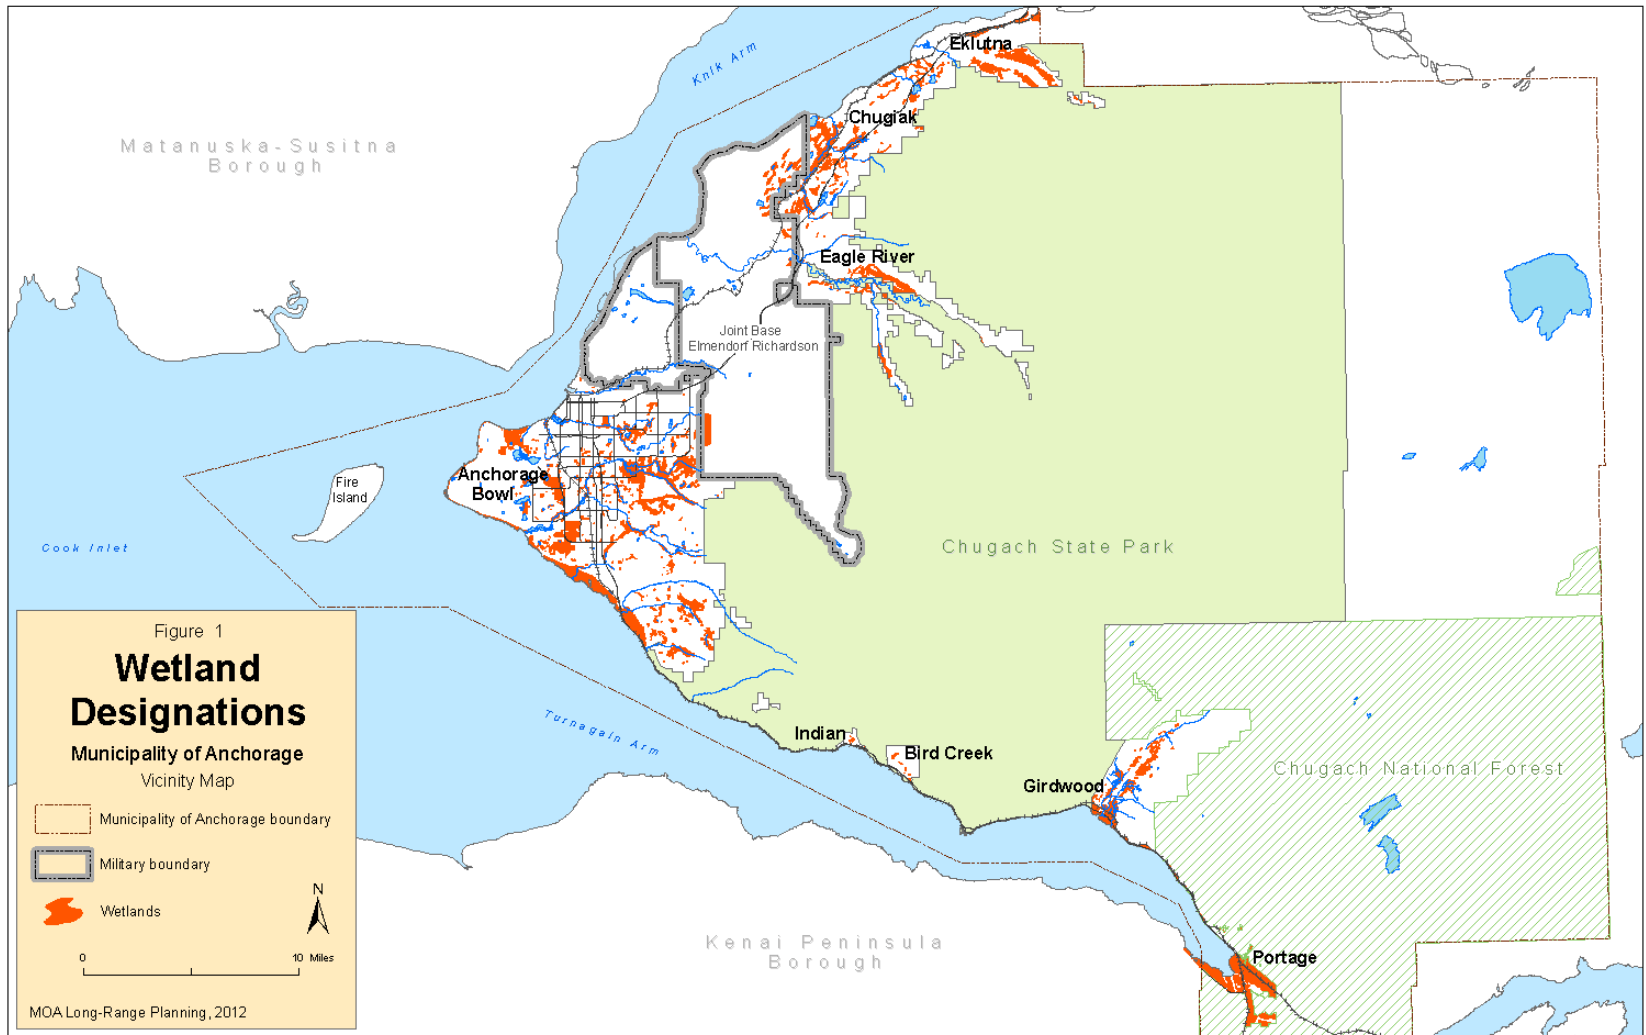 Eklutna
Knik Arm
Chugiak
Matanuska-Susitna
Borough
Eagle River
Joint Base
Elmendorf Richardson
Anchorage
Bowl
Fire
Island
Cook Inlet
Chugach State Park
Figure 1
Wetland
Designations
Municipality of Anchorage
Vicinity Map
Municipality of Anchorage boundary
Military boundary
Wetlands
N
0
10 Miles
MOA Long-Range Planning, 2012
Turnagain Arm
Indian
Bird Creek
Girdwood
Chugach National Forest
Kenai Peninsula
Borough
Portage